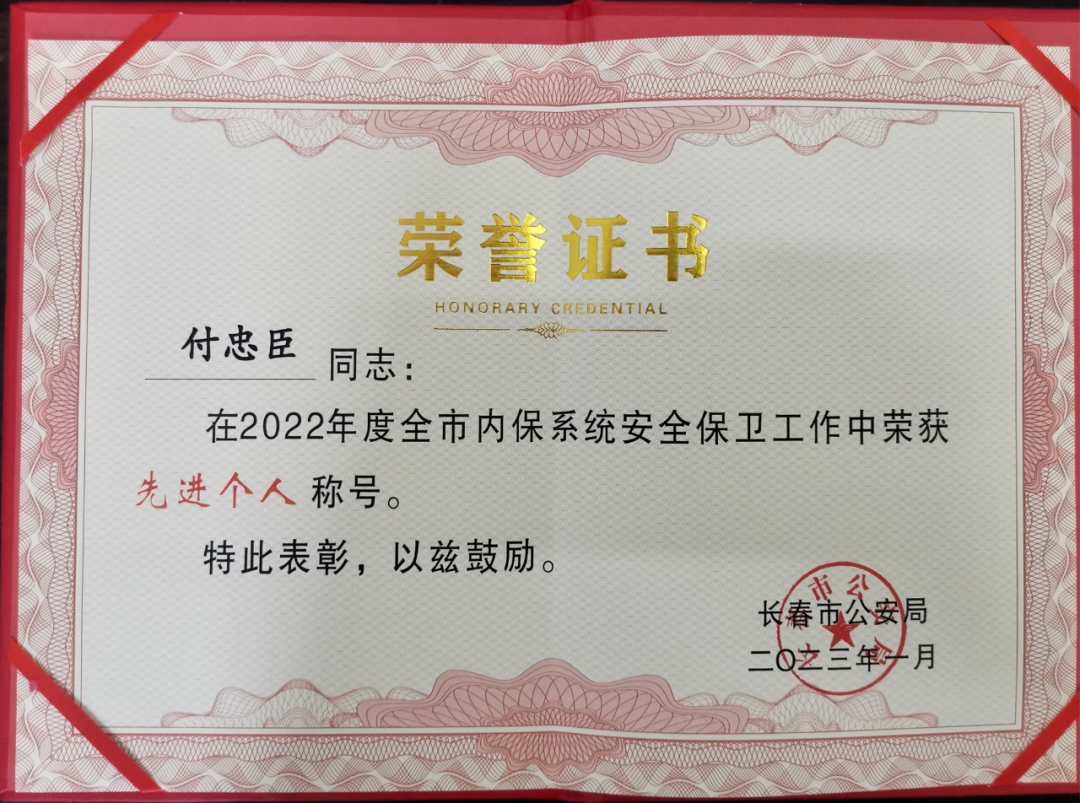 荣誉证书
HONORARY CREDENTIAL
付忠臣 同志：
在2022年度全市内保系统安全保卫工作中荣获
先进个人 称号。
特此表彰，以兹鼓励。
长春市公安局
二〇二三年一月